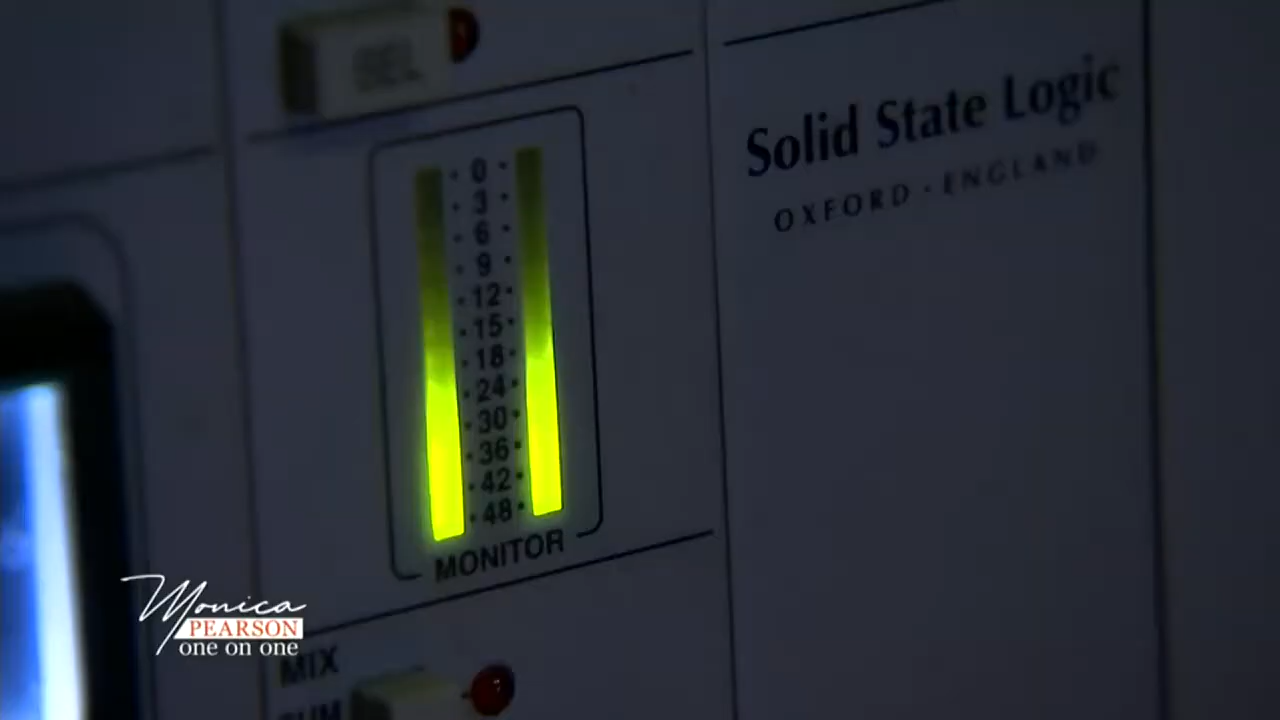 SEL
Solid State Logic
OXFORD · ENGLAND
0
3
6
9
12
15
18
24
30
36
42
48
MONITOR
Monica
PEARSON
one on one
MIX